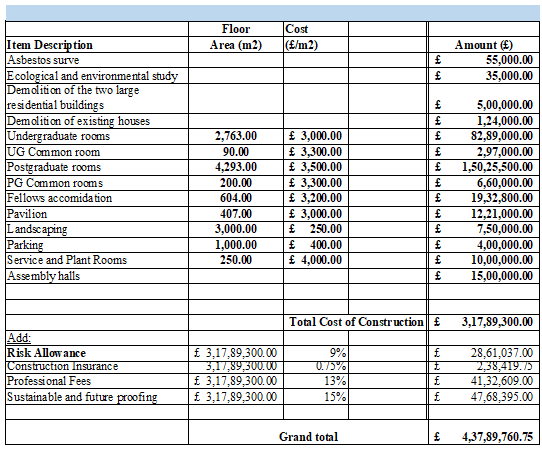 Floor Cost
Item Description Area (m2) (£/m2) Amount (£)
Asbestos surve £ 55,000.00
Ecological and environmental study £ 35,000.00
Demolition of the two large
residential buildings £ 5,00,000.00
Demolition of existing houses £ 1,24,000.00
Undergraduate rooms 2,763.00 £ 3,000.00 £ 82,89,000.00
UG Common room 90.00 £ 3,300.00 £ 2,97,000.00
Postgraduate rooms 4,293.00 £ 3,500.00 £ 1,50,25,500.00
PG Common rooms 200.00 £ 3,300.00 £ 6,60,000.00
Fellows accomidation 604.00 £ 3,200.00 £ 19,32,800.00
Pavilion 407.00 £ 3,000.00 £ 12,21,000.00
Landscaping 3,000.00 £ 250.00 £ 7,50,000.00
Parking 1,000.00 £ 400.00 £ 4,00,000.00
Service and Plant Rooms 250.00 £ 4,000.00 £ 10,00,000.00
Assembly halls £ 15,00,000.00
Total Cost of Construction £ 3,17,89,300.00
Add:
Risk Allowance £ 3,17,89,300.00 9% £ 28,61,037.00
Construction Insurance 3,17,89,300.00 0.75% £ 2,38,419.75
Professional Fees £ 3,17,89,300.00 13% £ 41,32,609.00
Sustainable and future proofing £ 3,17,89,300.00 15% £ 47,68,395.00
Grand total £ 4,37,89,760.75